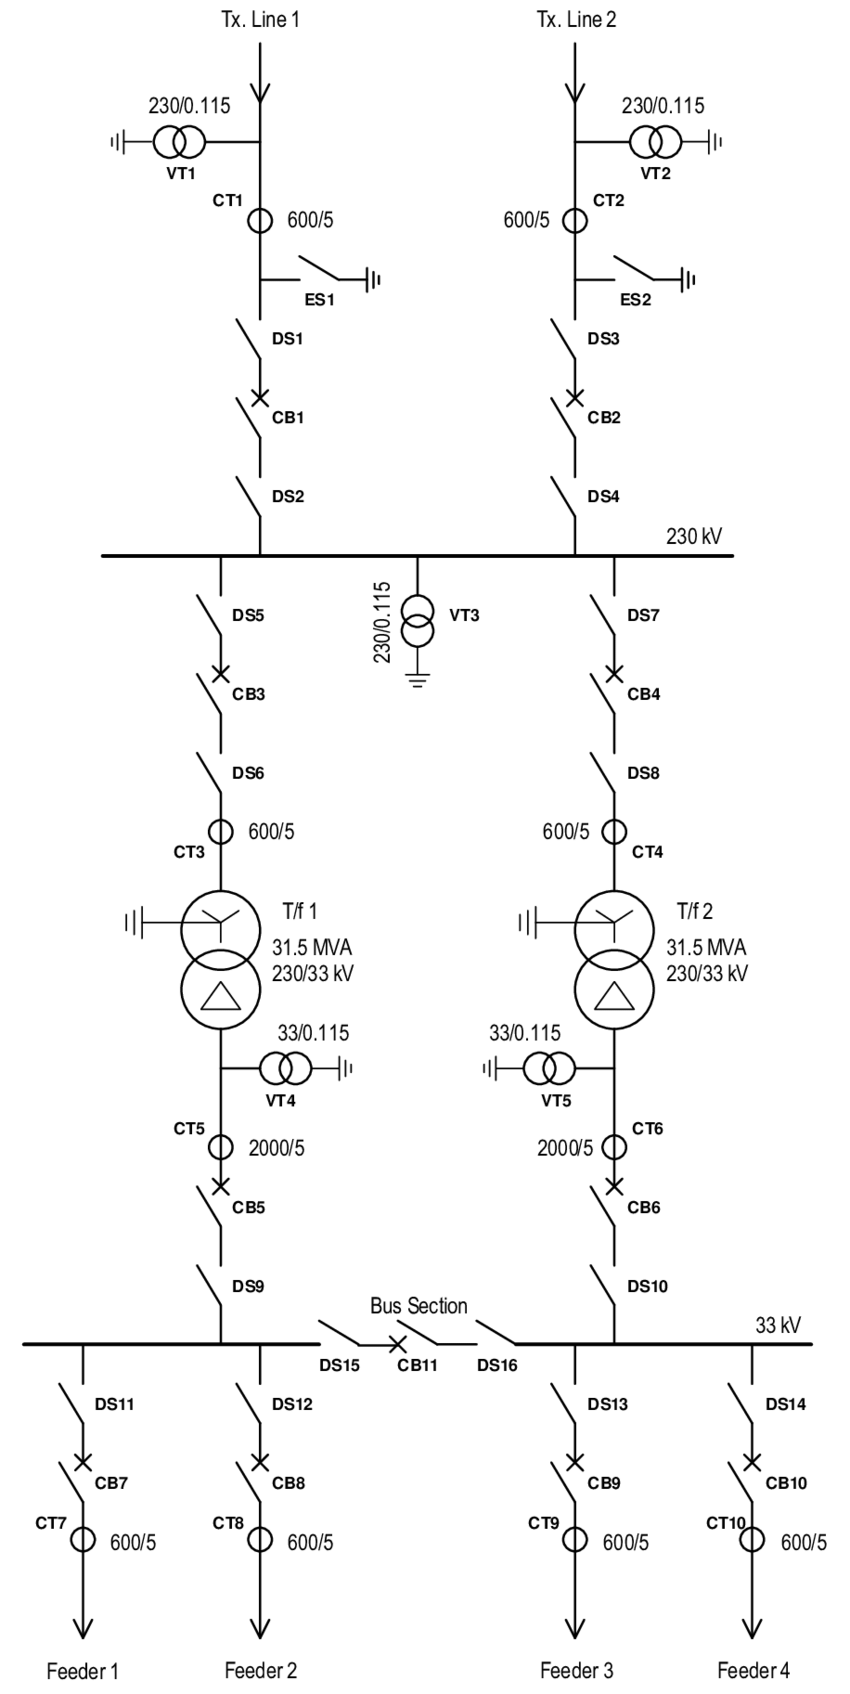 Tx. Line 1
Tx. Line 2
230/0.115
230/0.115
VT1
VT2
CT1
600/5
600/5
CT2
ES1
ES2
DS1
DS3
CB1
CB2
DS2
DS4
230 kV
DS5
230/0.115
VT3
DS7
CB3
CB4
DS6
DS8
600/5
CT3
600/5
CT4
T/f 1
31.5 MVA
230/33 kV
T/f 2
31.5 MVA
230/33 kV
33/0.115
33/0.115
VT4
VT5
CT5
2000/5
CT6
2000/5
CB5
CB6
DS9
DS10
Bus Section
33 kV
DS15
CB11
DS16
DS11
DS12
DS13
DS14
CB7
CB8
CB9
CB10
CT7
600/5
CT8
600/5
CT9
600/5
CT10
600/5
Feeder 1
Feeder 2
Feeder 3
Feeder 4